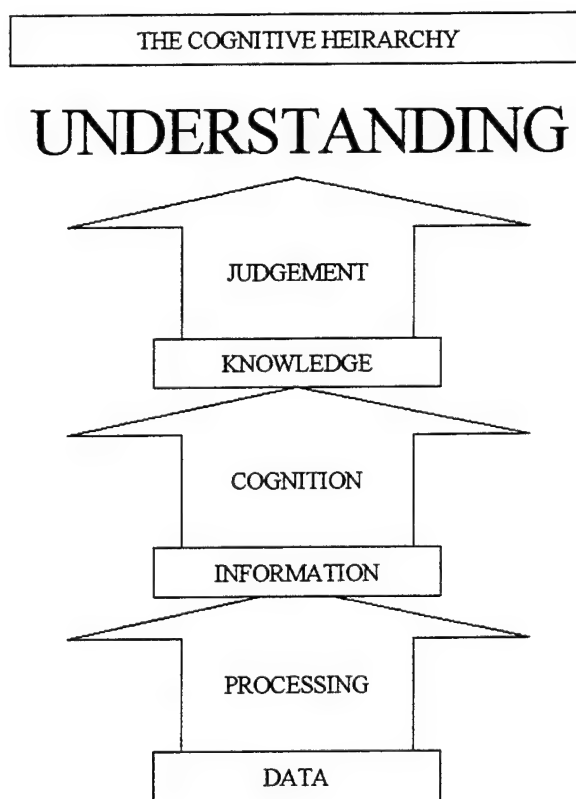 THE COGNITIVE HEIRARCHY
UNDERSTANDING
JUDGEMENT
KNOWLEDGE
COGNITION
INFORMATION
PROCESSING
DATA